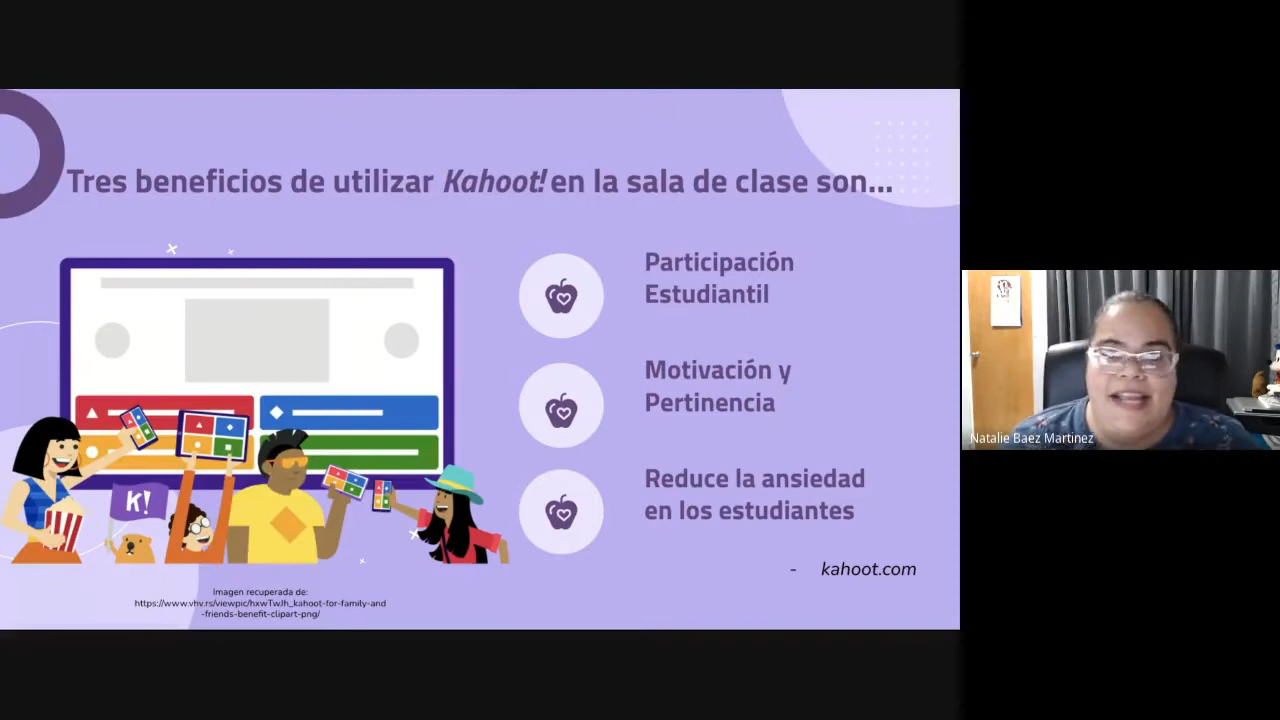 Tres beneficios de utilizar Kahoot! en la sala de clase son...
Participación
Estudiantil
Motivación y
Pertinencia
Reduce la ansiedad
en los estudiantes
- kahoot.com
K!
Imagen recuperada de:
https://www.vhv.rs/viewpic/hxwTwJh_kahoot-for-family-and
-friends-benefit-clipart-png/
Natalie Baez Martinez